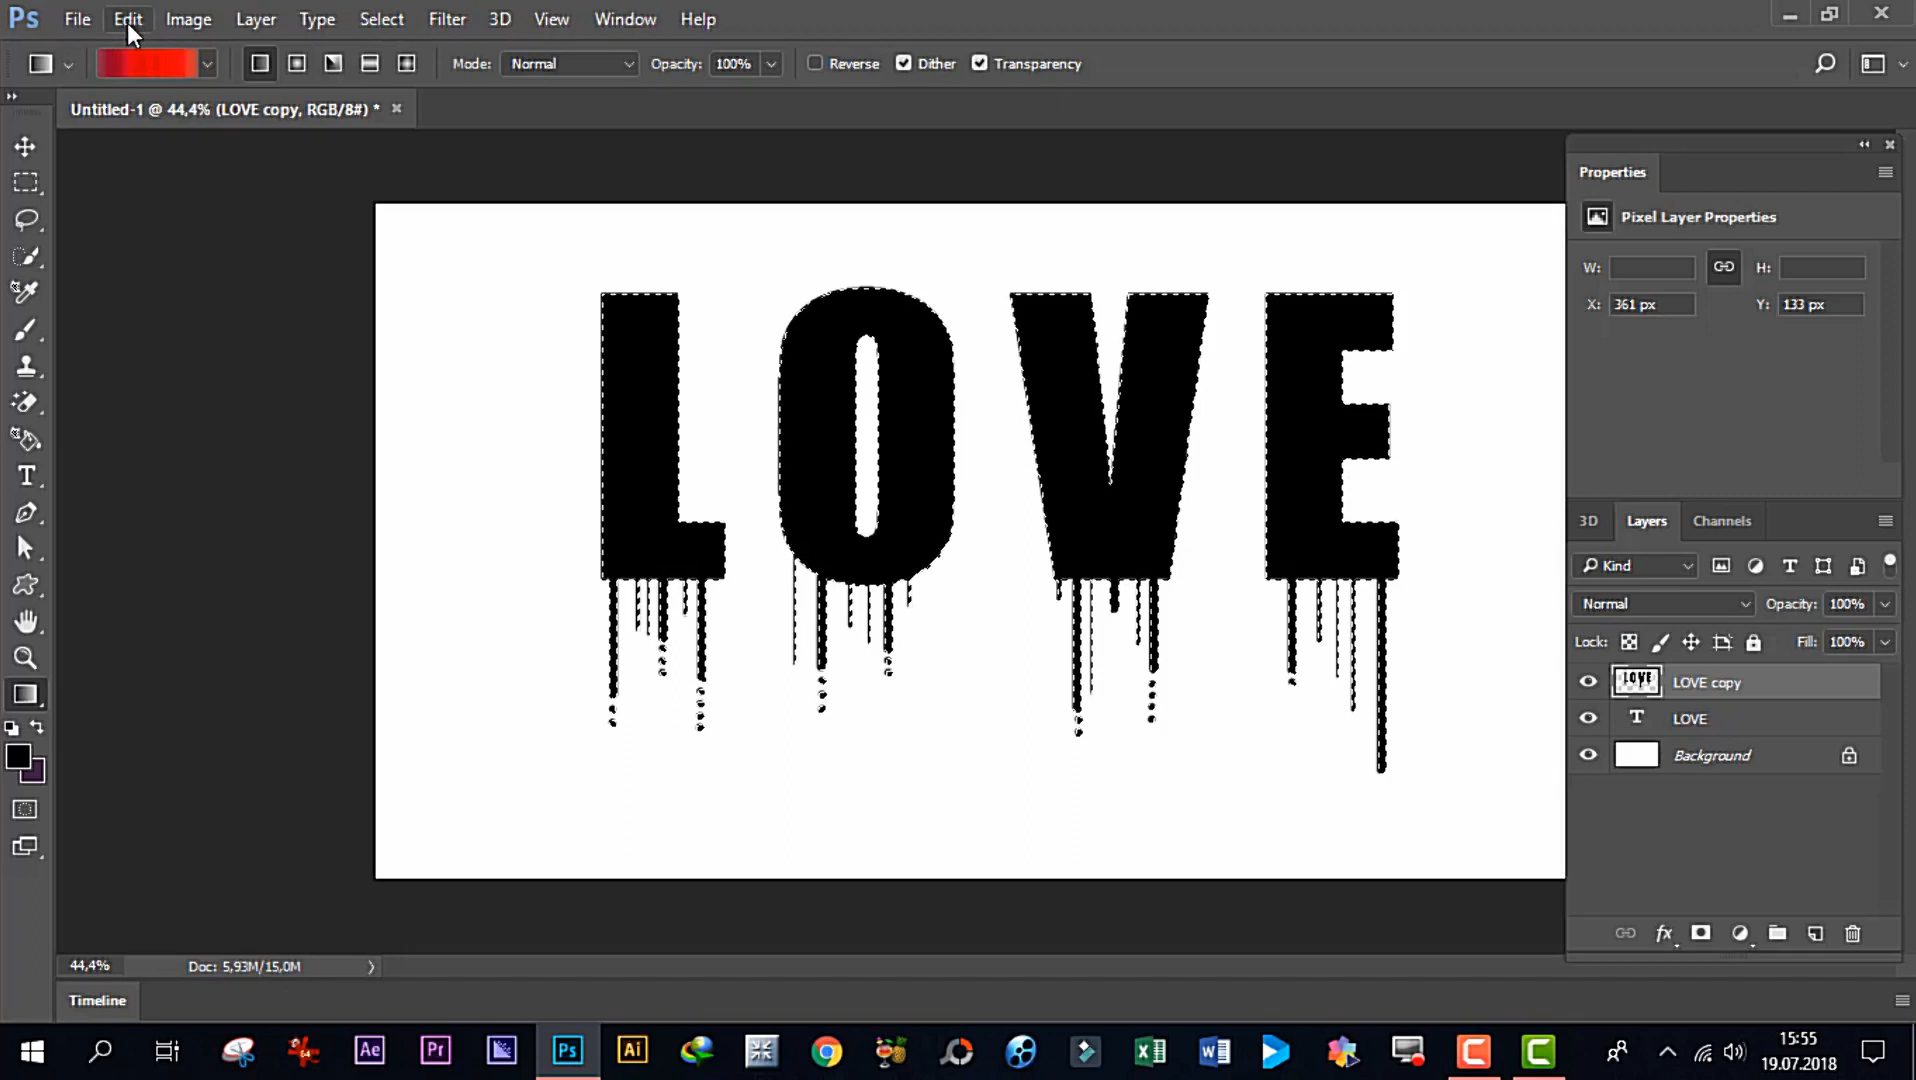 Ps File Edit Image Layer Type Select Filter 3D View Window Help
Mode: Normal Opacity: 100% Reverse Dither Transparency
Untitled-1 @ 44,4% (LOVE copy, RGB/8#) *
Properties
Pixel Layer Properties
W: H:
X: 361 px Y: 133 px
LOVE
3D Layers Channels
Kind
Normal Opacity: 100%
Lock: Fill: 100%
LOVE copy
LOVE
Background
fx
44,4% Doc: 5,93M/15,0M
Timeline
Ae Pr Ps Ai
15:55
19.07.2018